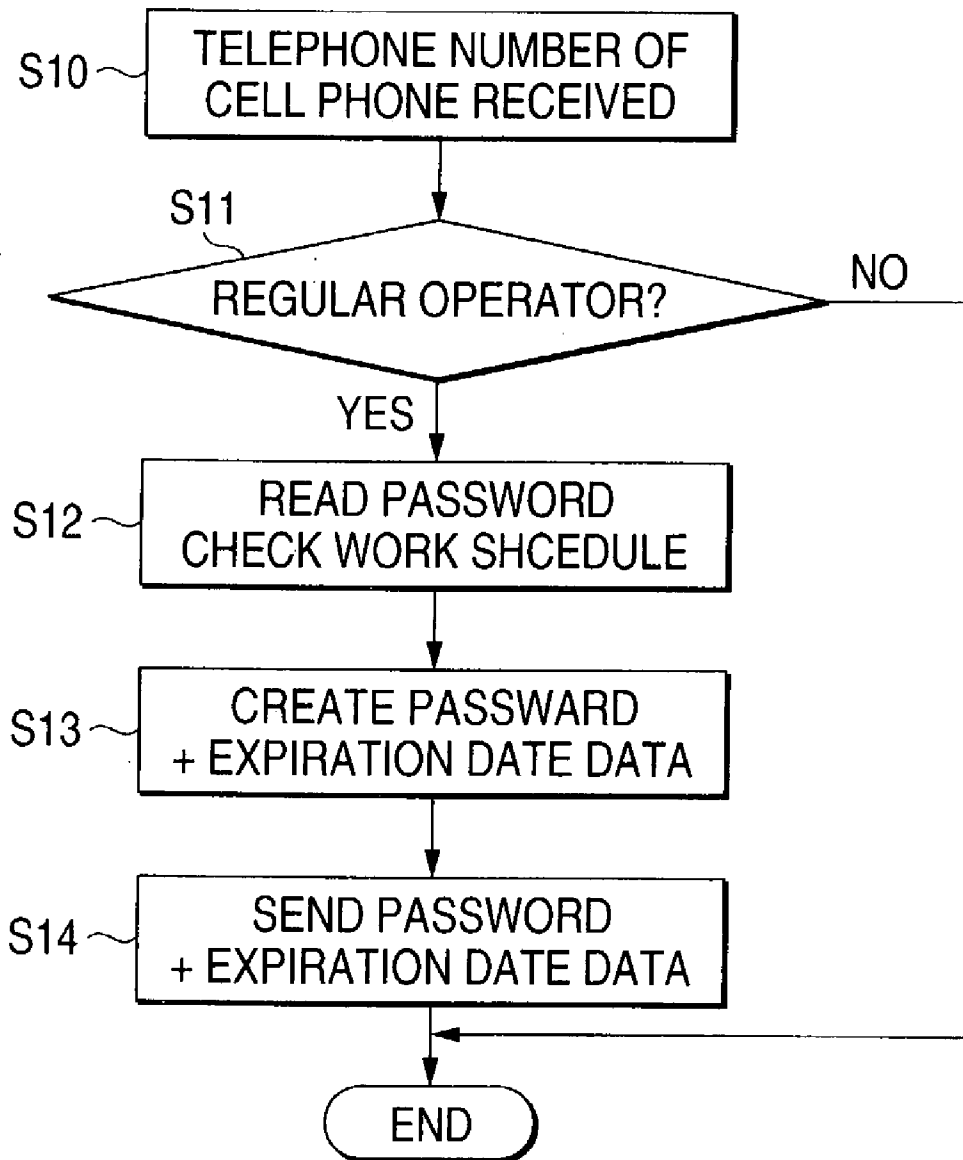 S10
TELEPHONE NUMBER OF
CELL PHONE RECEIVED
S11
REGULAR OPERATOR?
NO
YES
S12
READ PASSWORD
CHECK WORK SHCEDULE
S13
CREATE PASSWARD
+ EXPIRATION DATE DATA
S14
SEND PASSWORD
+ EXPIRATION DATE DATA
END